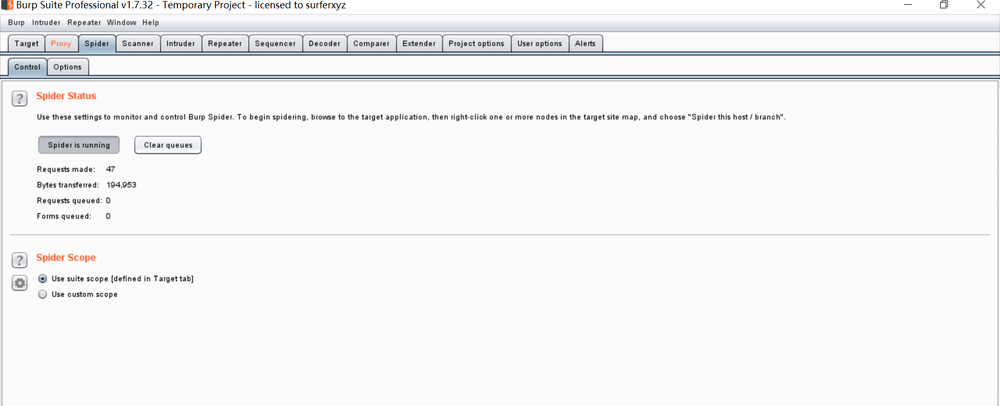 Burp Suite Professional v1.7.32 - Temporary Project - licensed to surferxyz
Burp Intruder Repeater Window Help
Target Proxy Spider Scanner Intruder Repeater Sequencer Decoder Comparer Extender Project options User options Alerts
Control Options
? Spider Status
Use these settings to monitor and control Burp Spider. To begin spidering, browse to the target application, then right-click one or more nodes in the target site map, and choose "Spider this host / branch".
Spider is running Clear queues
Requests made: 47
Bytes transferred: 194,953
Requests queued: 0
Forms queued: 0
? Spider Scope
Use suite scope [defined in Target tab]
Use custom scope